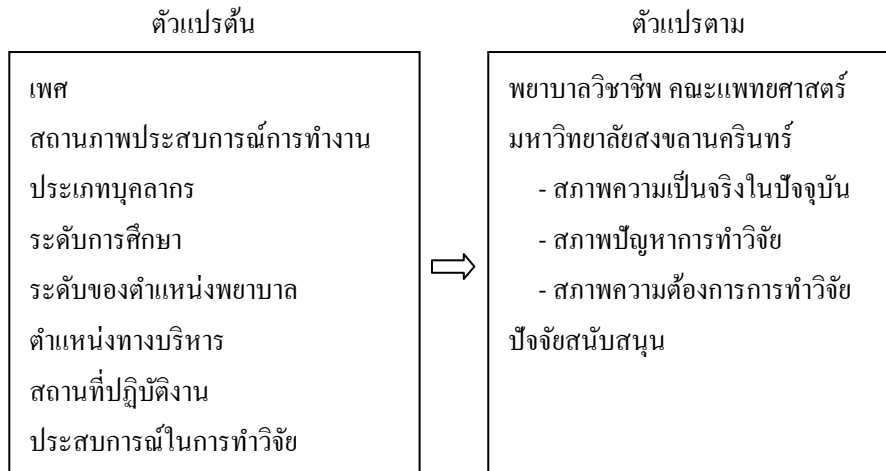 ตัวแปรต้น
เพศ
สถานภาพประสบการณ์การทำงาน
ประเภทบุคลากร
ระดับการศึกษา
ระดับของตำแหน่งพยาบาล
ตำแหน่งทางบริหาร
สถานที่ปฏิบัติงาน
ประสบการณ์ในการทำวิจัย
ตัวแปรตาม
พยาบาลวิชาชีพ คณะแพทยศาสตร์
มหาวิทยาลัยสงขลานครินทร์
- สภาพความเป็นจริงในปัจจุบัน
- สภาพปัญหาการทำวิจัย
- สภาพความต้องการการทำวิจัย
ปัจจัยสนับสนุน